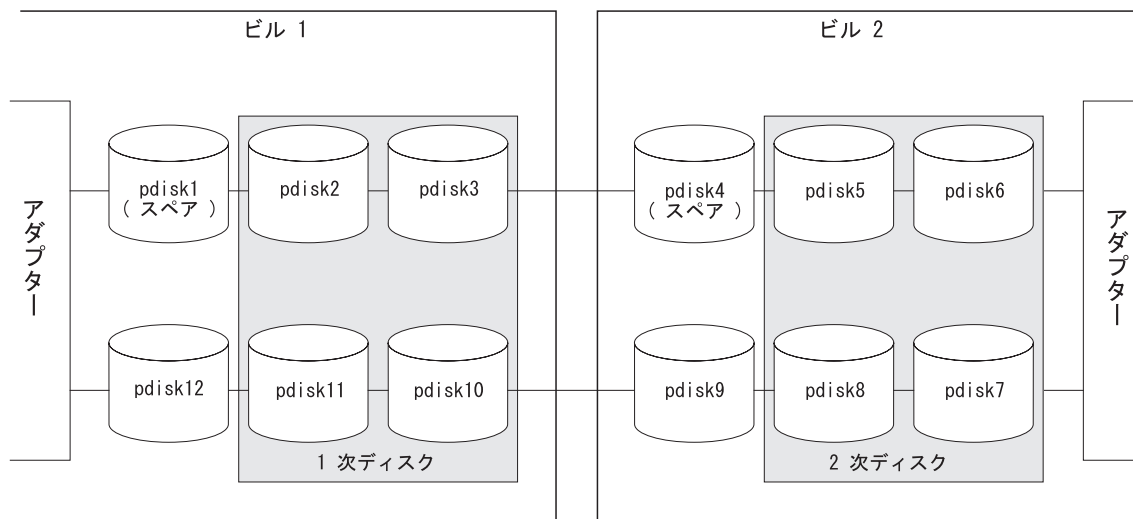 ビル 1
ビル 2
アダプター
pdisk1
( スペア )
pdisk2
pdisk3
pdisk4
( スペア )
pdisk5
pdisk6
アダプター
pdisk12
pdisk11
pdisk10
pdisk9
pdisk8
pdisk7
1 次ディスク
2 次ディスク